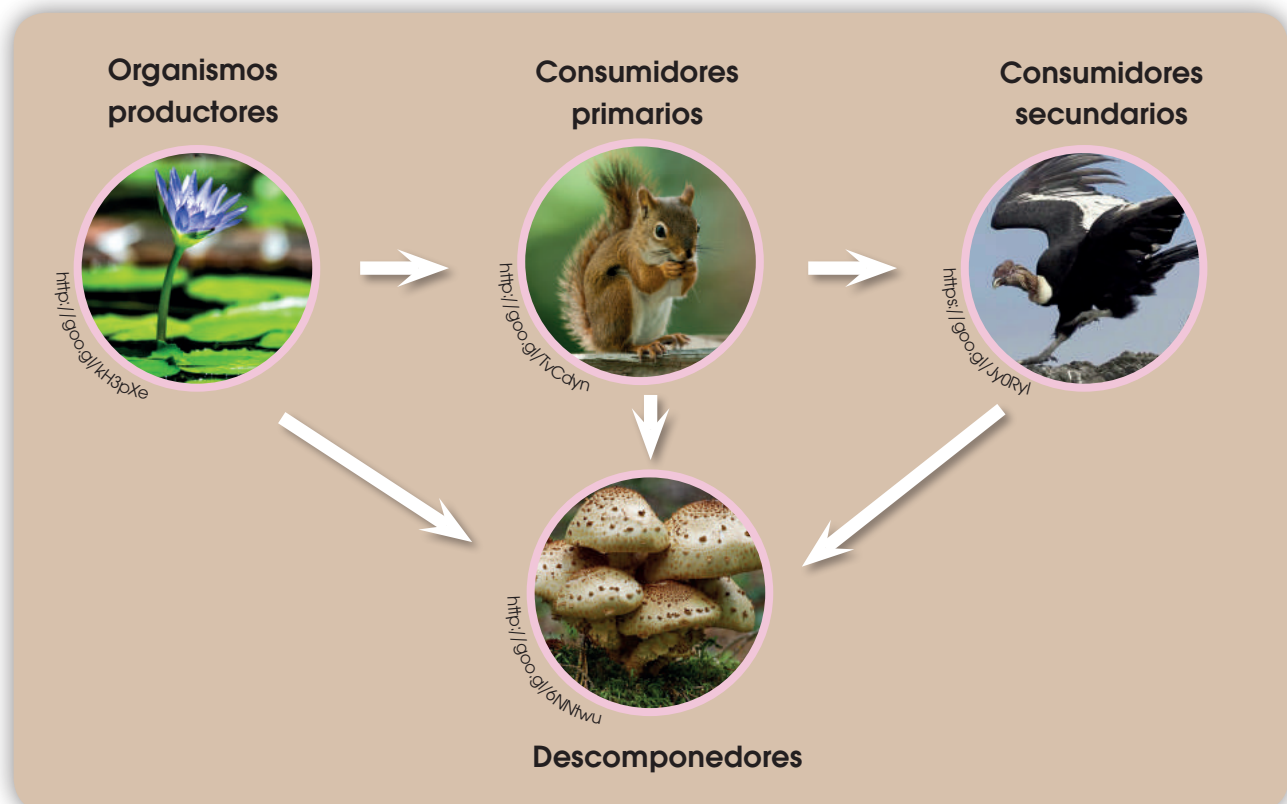 Organismos
productores
Consumidores
primarios
Consumidores
secundarios
http://goo.gl/kH3pXe
http://goo.gl/TvCdyn
https://goo.gl/Jy0Ryl
http://goo.gl/6NNtwu
Descomponedores